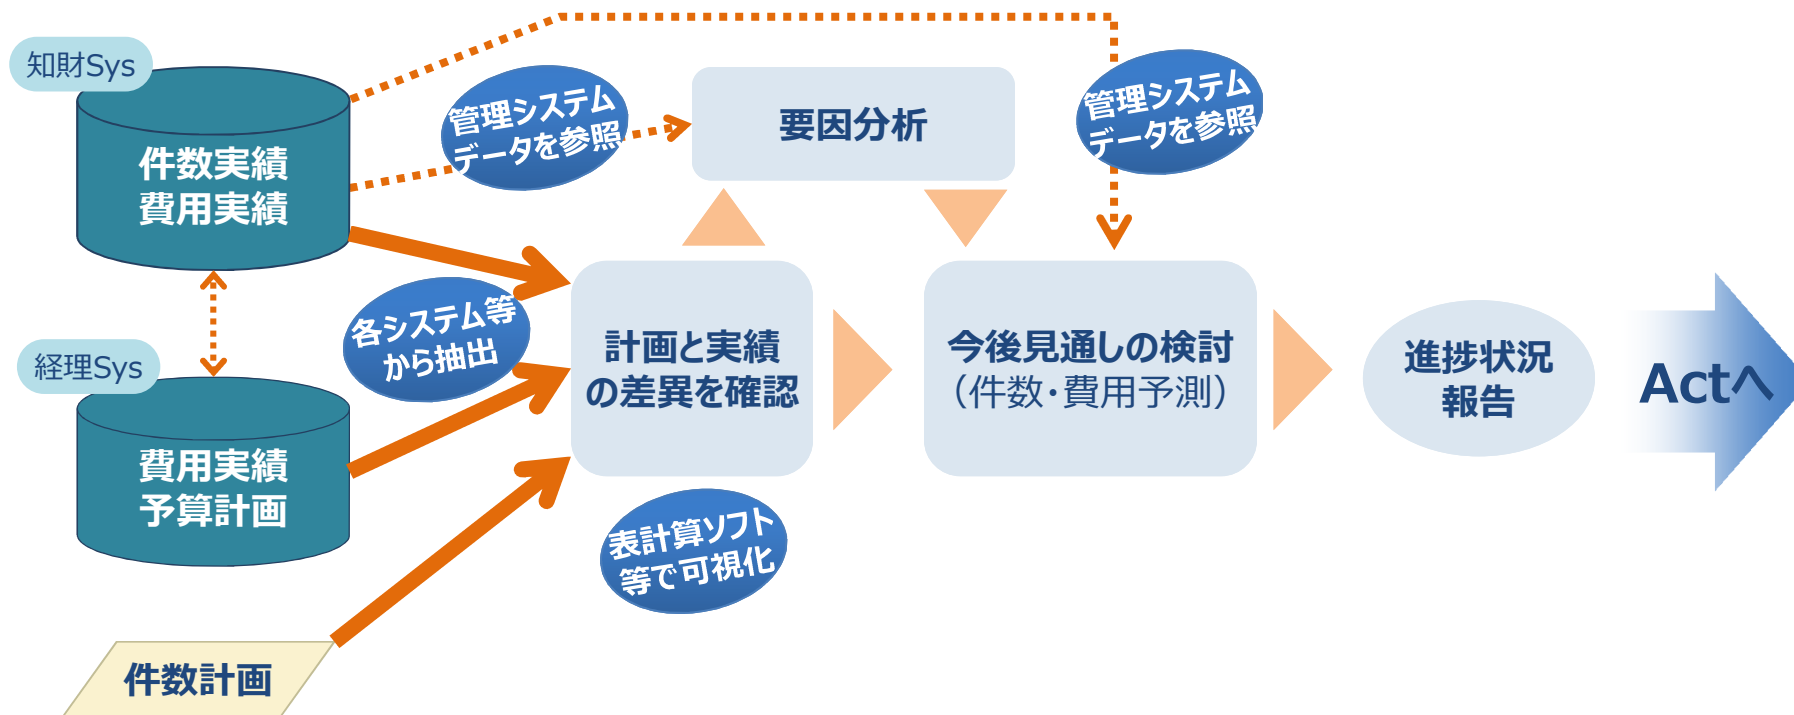 知財Sys
件数実績
費用実績
経理Sys
費用実績
予算計画
件数計画
管理システム
データを参照
各システム等
から抽出
要因分析
計画と実績
の差異を確認
表計算ソフト
等で可視化
管理システム
データを参照
今後見通しの検討
（件数・費用予測）
進捗状況
報告
Actへ